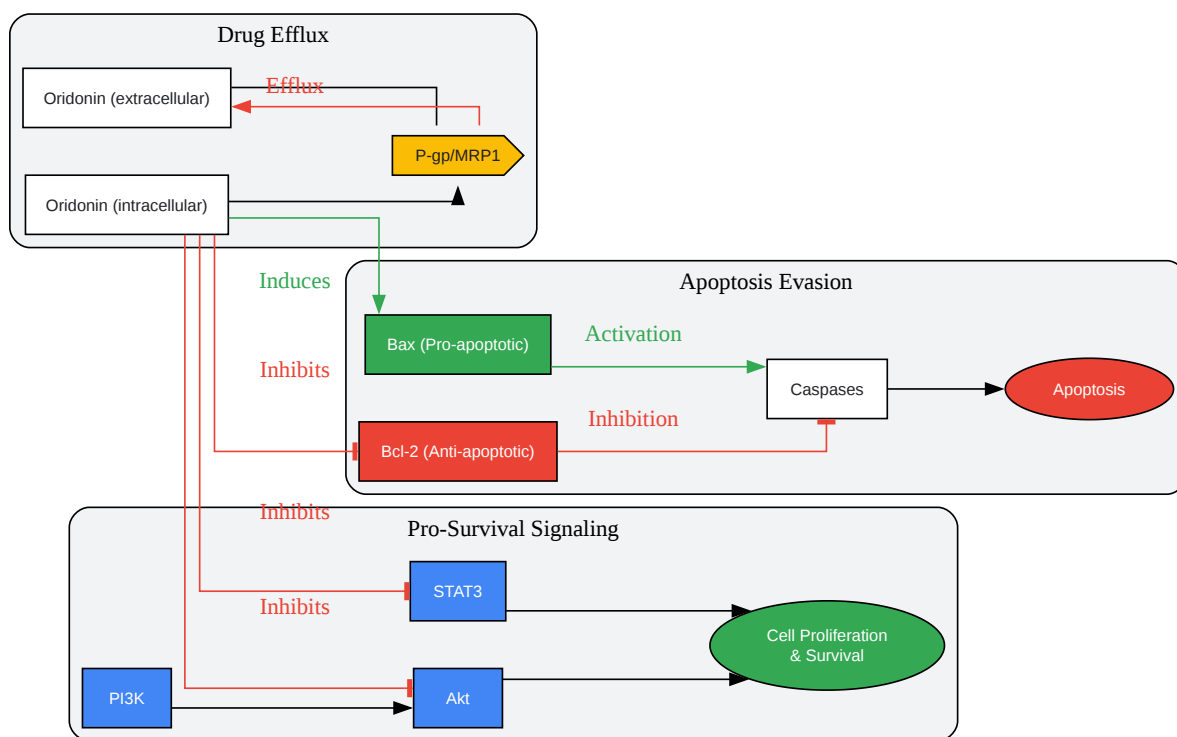 Drug Efflux
Efflux
Oridonin (extracellular)
P-gp/MRP1
Oridonin (intracellular)
Induces
Apoptosis Evasion
Bax (Pro-apoptotic)
Activation
Inhibits
Caspases
Apoptosis
Inhibition
Bcl-2 (Anti-apoptotic)
Inhibits
Pro-Survival Signaling
STAT3
Inhibits
Cell Proliferation
& Survival
PI3K
Akt